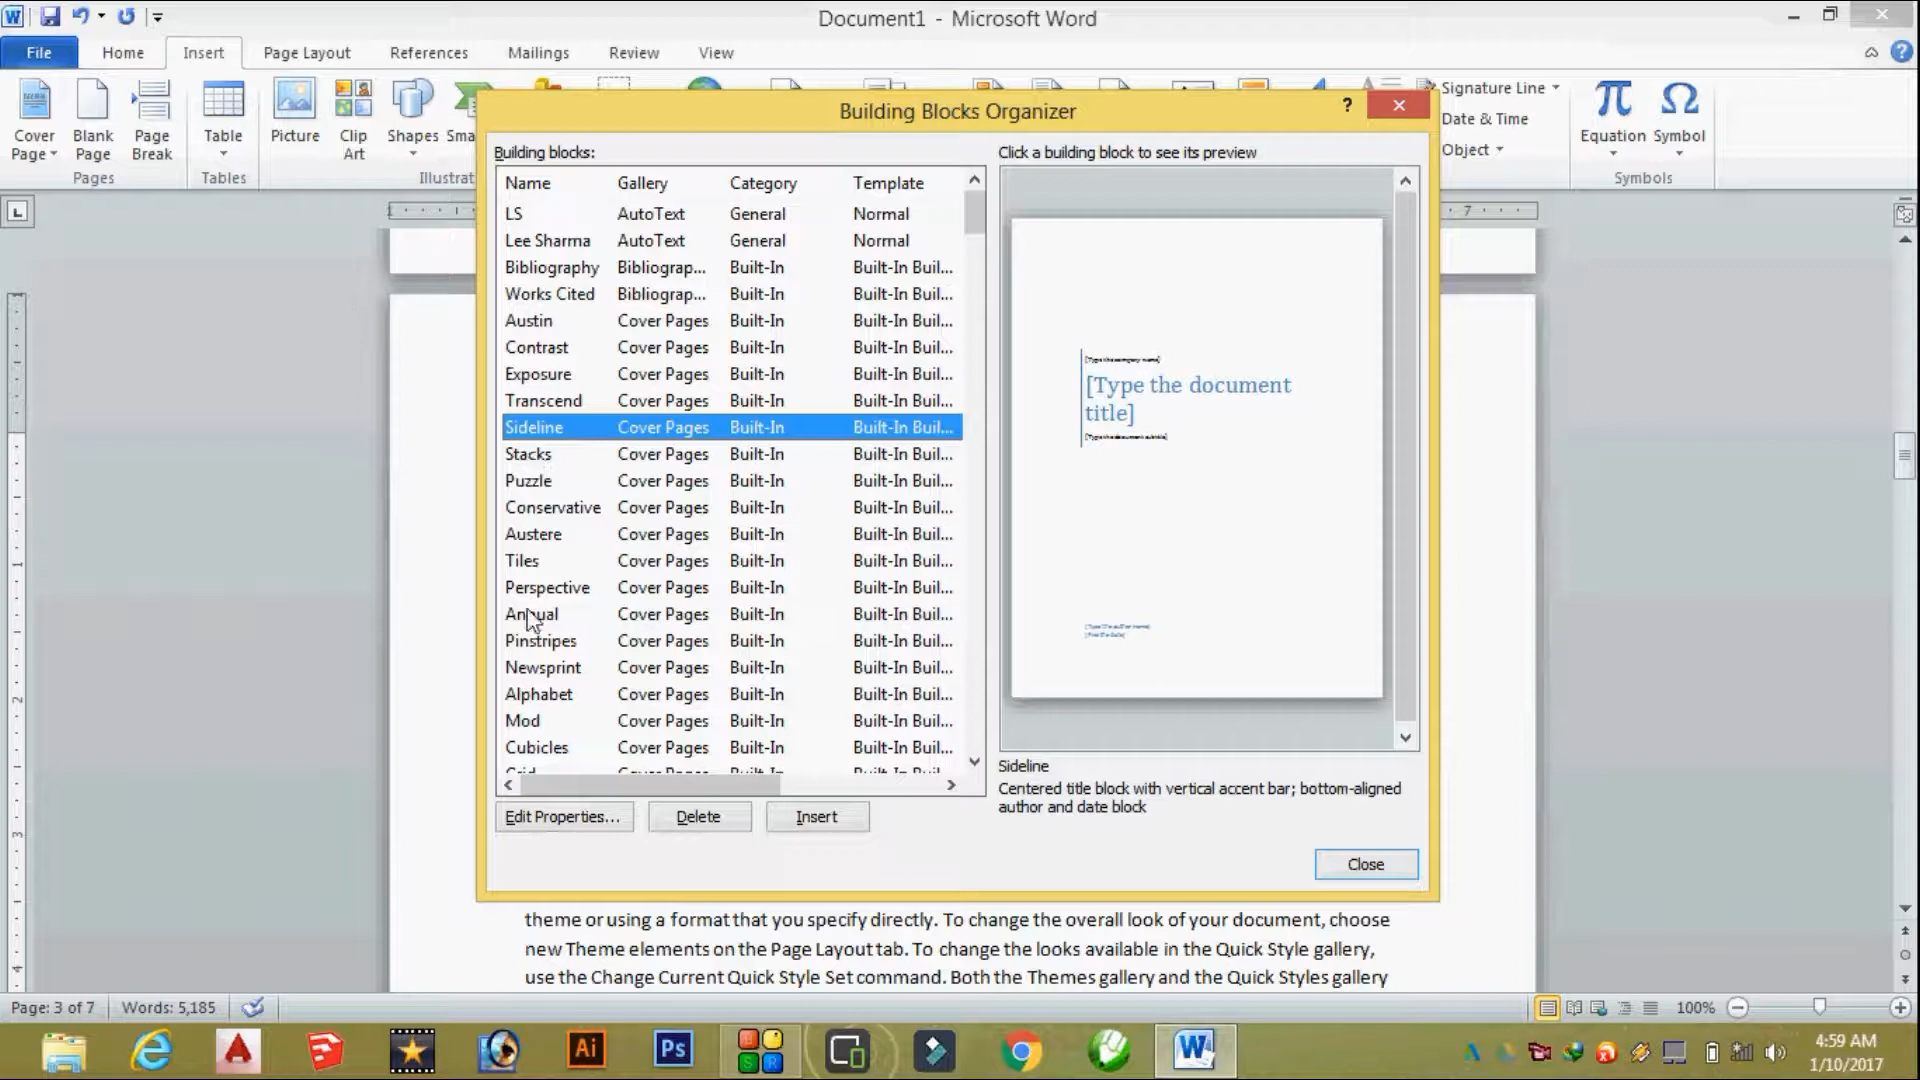 Document1 - Microsoft Word
File Home Insert Page Layout References Mailings Review View
Cover Page
Blank Page
Page Break
Table
Picture
Clip Art
Shapes
Sma
Signature Line
Date & Time
Object
Equation
Symbol
Pages
Tables
Illustrat
Symbols
7
Building Blocks Organizer
?
Building blocks:
Click a building block to see its preview
Name Gallery Category Template
LS AutoText General Normal
Lee Sharma AutoText General Normal
Bibliography Bibliograp... Built-In Built-In Buil...
Works Cited Bibliograp... Built-In Built-In Buil...
Austin Cover Pages Built-In Built-In Buil...
Contrast Cover Pages Built-In Built-In Buil...
Exposure Cover Pages Built-In Built-In Buil...
Transcend Cover Pages Built-In Built-In Buil...
Sideline Cover Pages Built-In Built-In Buil...
Stacks Cover Pages Built-In Built-In Buil...
Puzzle Cover Pages Built-In Built-In Buil...
Conservative Cover Pages Built-In Built-In Buil...
Austere Cover Pages Built-In Built-In Buil...
Tiles Cover Pages Built-In Built-In Buil...
Perspective Cover Pages Built-In Built-In Buil...
Annual Cover Pages Built-In Built-In Buil...
Pinstripes Cover Pages Built-In Built-In Buil...
Newsprint Cover Pages Built-In Built-In Buil...
Alphabet Cover Pages Built-In Built-In Buil...
Mod Cover Pages Built-In Built-In Buil...
Cubicles Cover Pages Built-In Built-In Buil...
[Type the company name]
[Type the document
title]
[Type the document subtitle]
Sideline
Centered title block with vertical accent bar; bottom-aligned
author and date block
Edit Properties... Delete Insert
Close
theme or using a format that you specify directly. To change the overall look of your document, choose
new Theme elements on the Page Layout tab. To change the looks available in the Quick Style gallery,
use the Change Current Quick Style Set command. Both the Themes gallery and the Quick Styles gallery
Page: 3 of 7 Words: 5,185 100%
Ai Ps
4:59 AM
1/10/2017